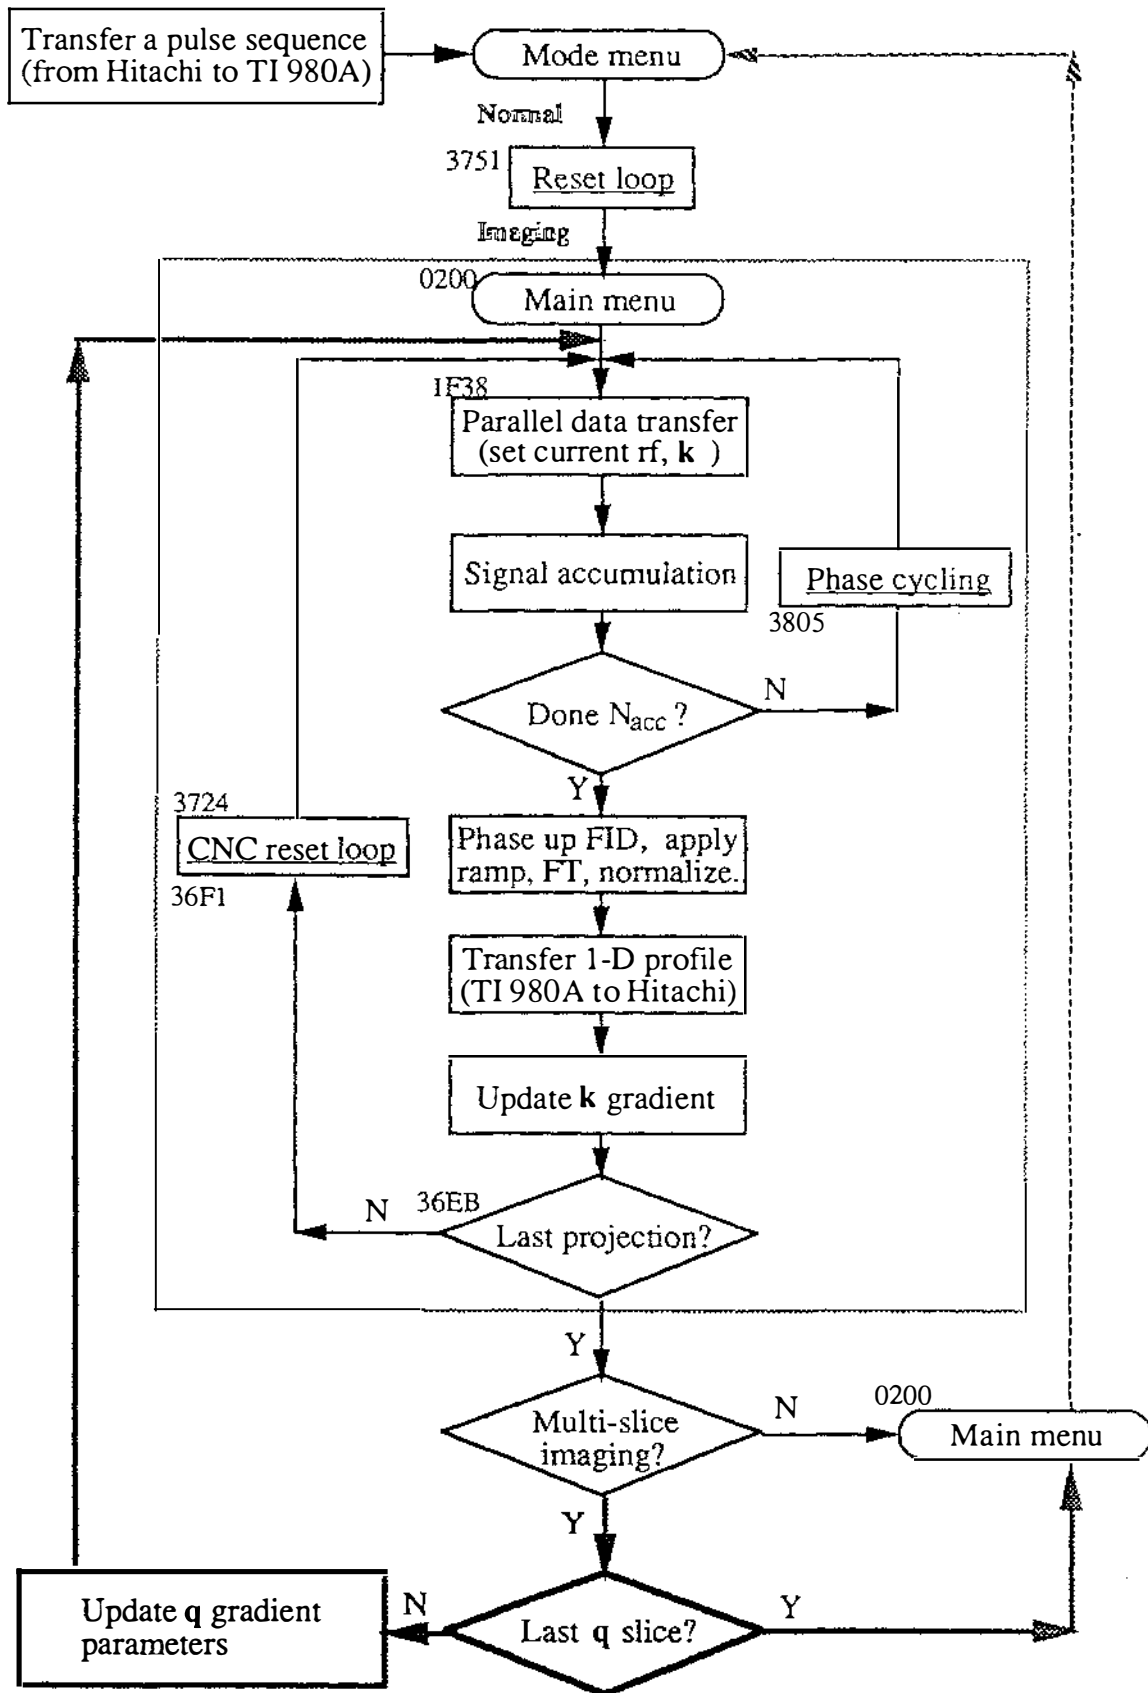 Transfer a pulse sequence
(from Hitachi to TI 980A)
Mode menu
Normal
3751
Reset loop
Imaging
0200
Main menu
1F38
Parallel data transfer
(set current rf, k )
Signal accumulation
Phase cycling
3805
Done Nacc ?
N
Y
3724
CNC reset loop
36F1
Phase up FID, apply
ramp, FT, normalize.
Transfer 1-D profile
(TI 980A to Hitachi)
Update k gradient
36EB
N
Last projection?
Y
Multi-slice
imaging?
N
0200
Main menu
Y
Update q gradient
parameters
N
Last q slice?
Y